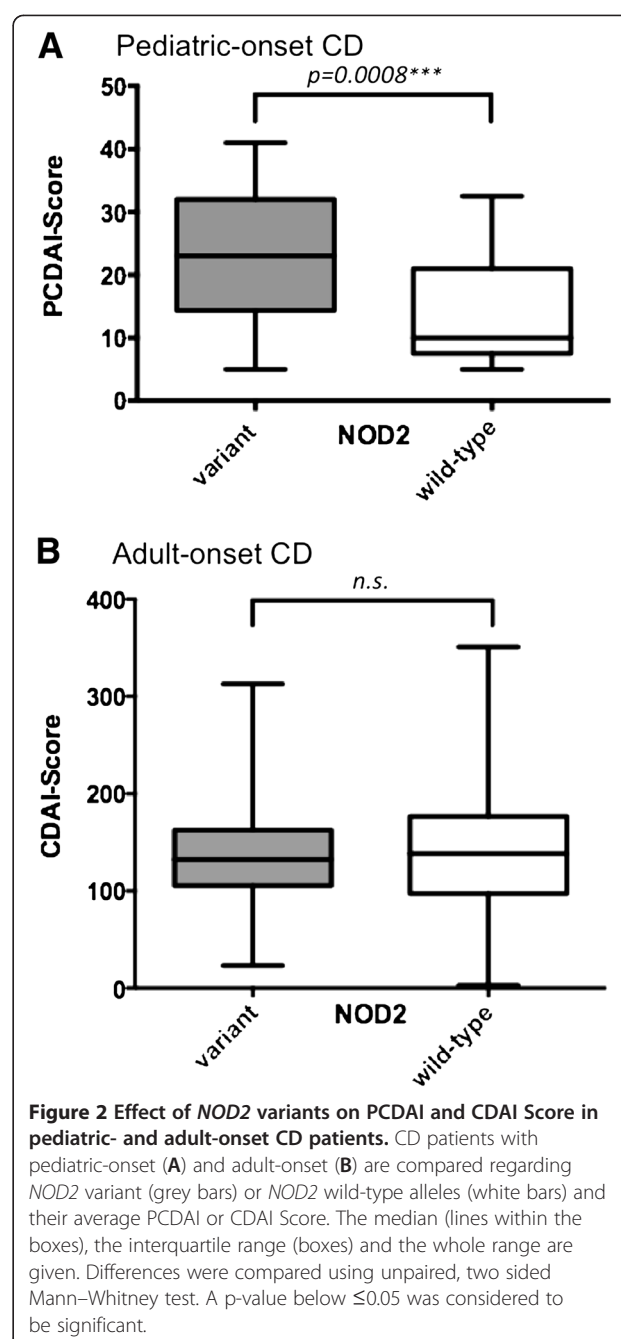 A Pediatric-onset CD
p=0.0008***
50
40
30
20
10
0
PCDAI-Score
variant
NOD2
wild-type
B Adult-onset CD
n.s.
400
300
200
100
0
CDAI-Score
variant
NOD2
wild-type
Figure 2 Effect of NOD2 variants on PCDAI and CDAI Score in
pediatric- and adult-onset CD patients. CD patients with
pediatric-onset (A) and adult-onset (B) are compared regarding
NOD2 variant (grey bars) or NOD2 wild-type alleles (white bars) and
their average PCDAI or CDAI Score. The median (lines within the
boxes), the interquartile range (boxes) and the whole range are
given. Differences were compared using unpaired, two sided
Mann–Whitney test. A p-value below ≤0.05 was considered to
be significant.